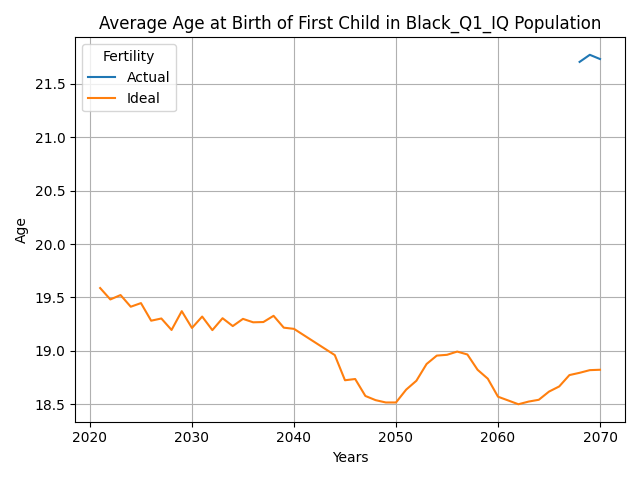 Average Age at Birth of First Child in Black_Q1_IQ Population
Fertility
Actual
Ideal
21.5
21.0
20.5
20.0
19.5
19.0
18.5
Age
2020
2030
2040
2050
2060
2070
Years